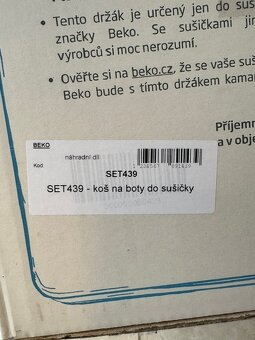 • Tento držák je určený jen do suš
značky Beko. Se sušičkami jin
výrobců si moc nerozumí.
• Ověřte si na beko.cz, že se vaše suš
Beko bude s tímto držákem kamar
Příjemn
a v obje
BEKO
náhradní díl
Kod
SET439
SET439 - koš na boty do sušičky